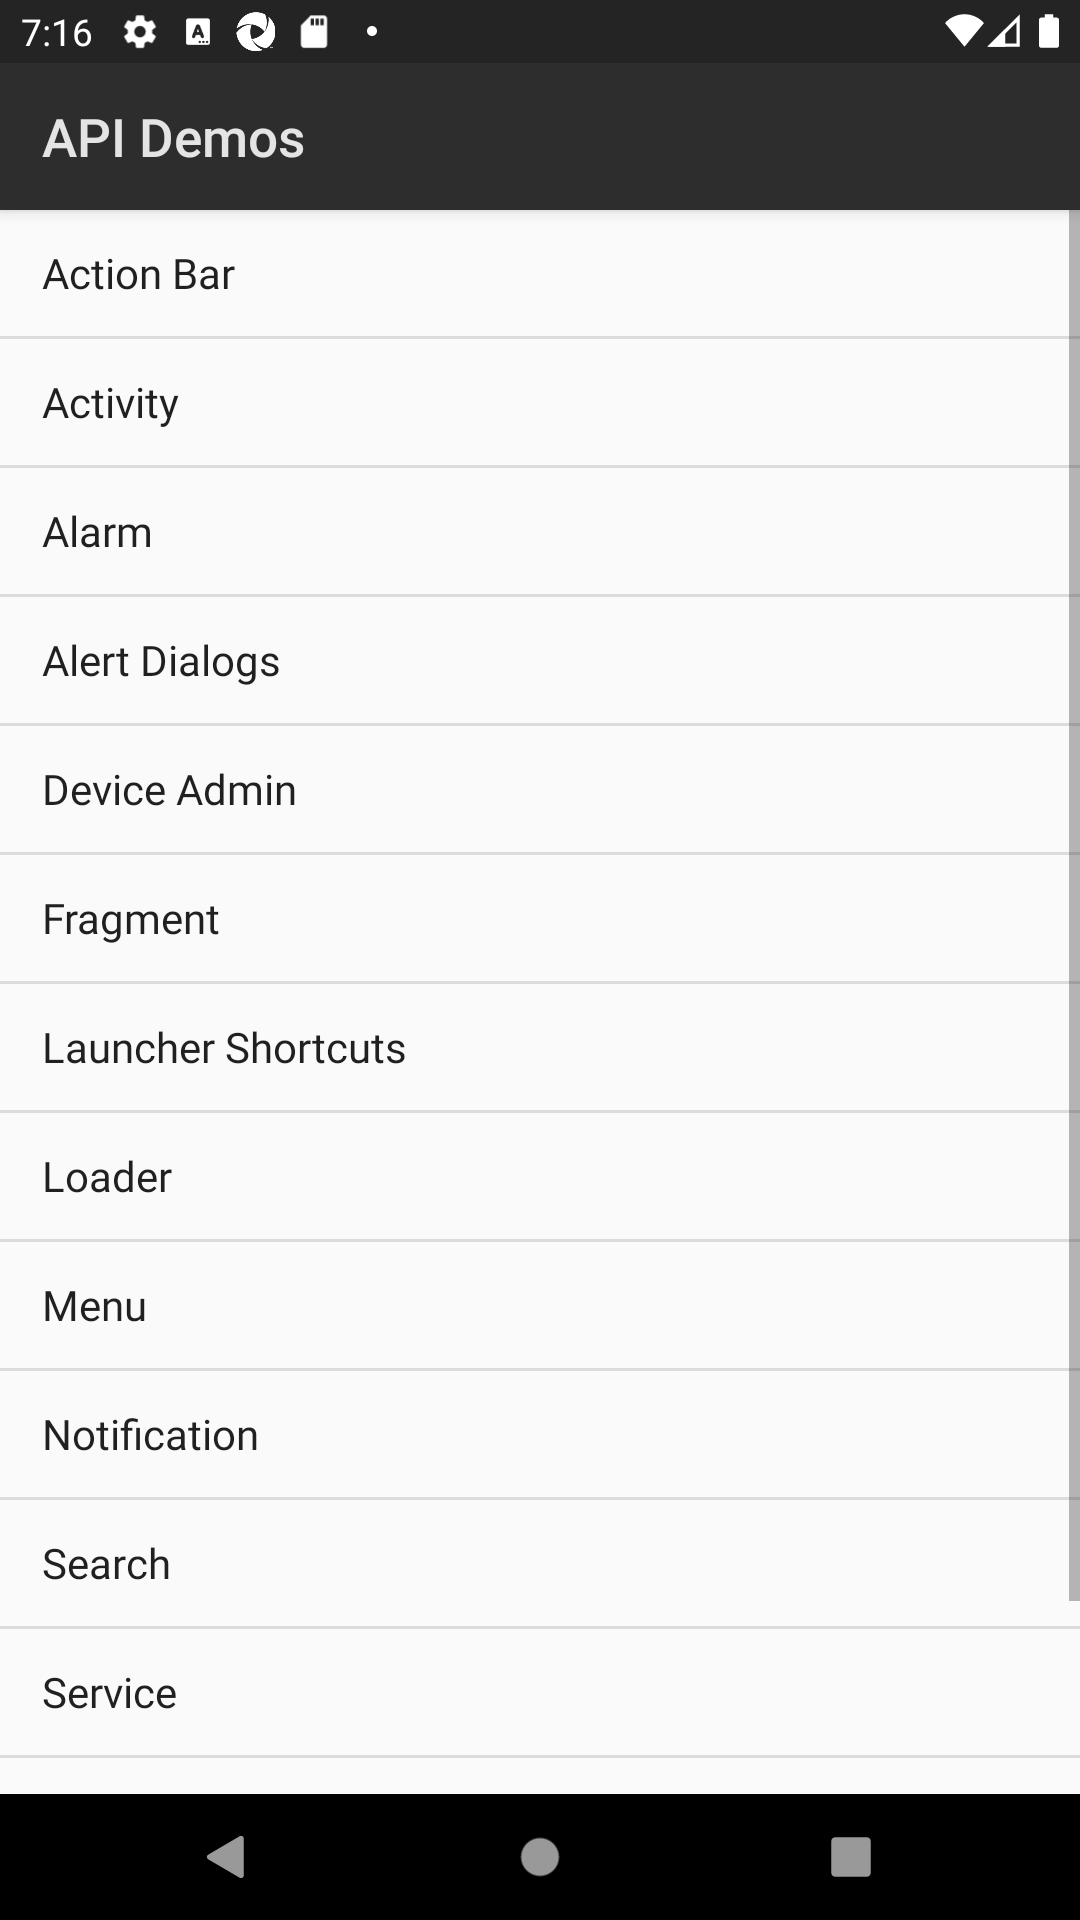 7:16
API Demos
Action Bar
Activity
Alarm
Alert Dialogs
Device Admin
Fragment
Launcher Shortcuts
Loader
Menu
Notification
Search
Service